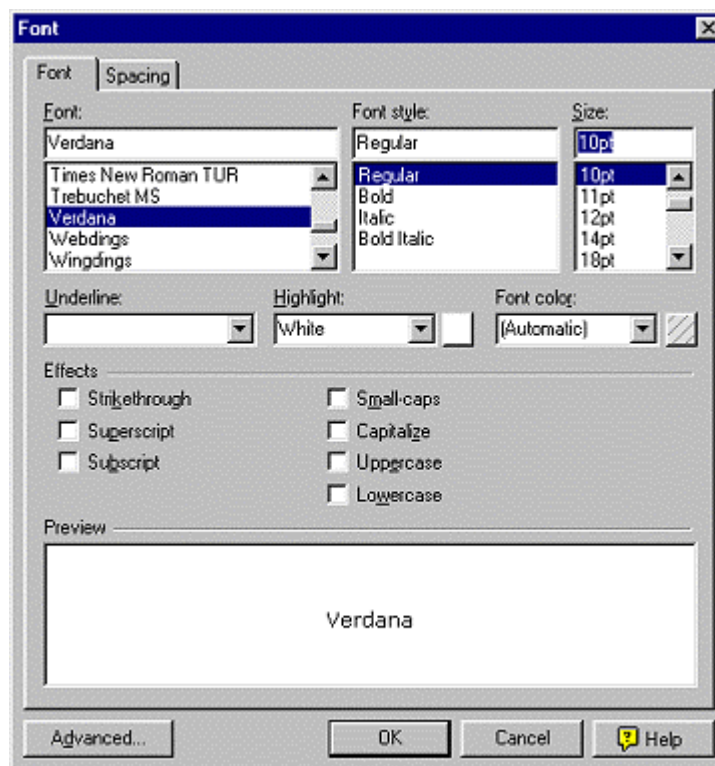 Font
Font Spacing
Font: Font style: Size:
Verdana Regular 10pt
Times New Roman TUR Regular 10pt
Trebuchet MS Bold 11pt
Verdana Italic 12pt
Webdings Bold Italic 14pt
Wingdings 18pt
Underline: Highlight: Font color:
White (Automatic)
Effects
Strikethrough Small-caps
Superscript Capitalize
Subscript Uppercase
Lowercase
Preview
Verdana
Advanced... OK Cancel ? Help